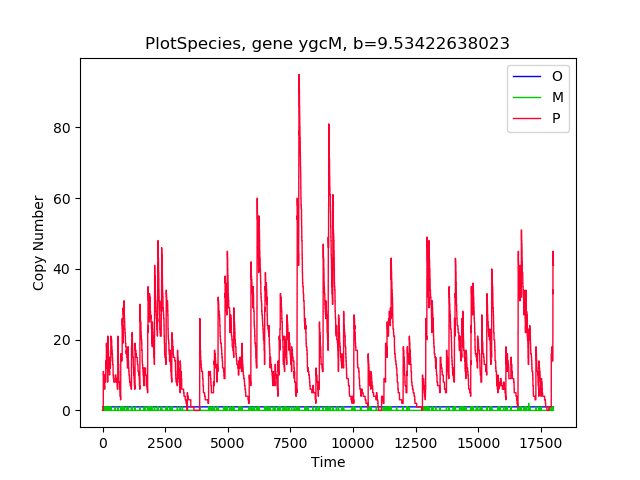 PlotSpecies, gene ygcM, b=9.53422638023
O
M
P
80
60
40
20
0
Copy Number
0 2500 5000 7500 10000 12500 15000 17500
Time